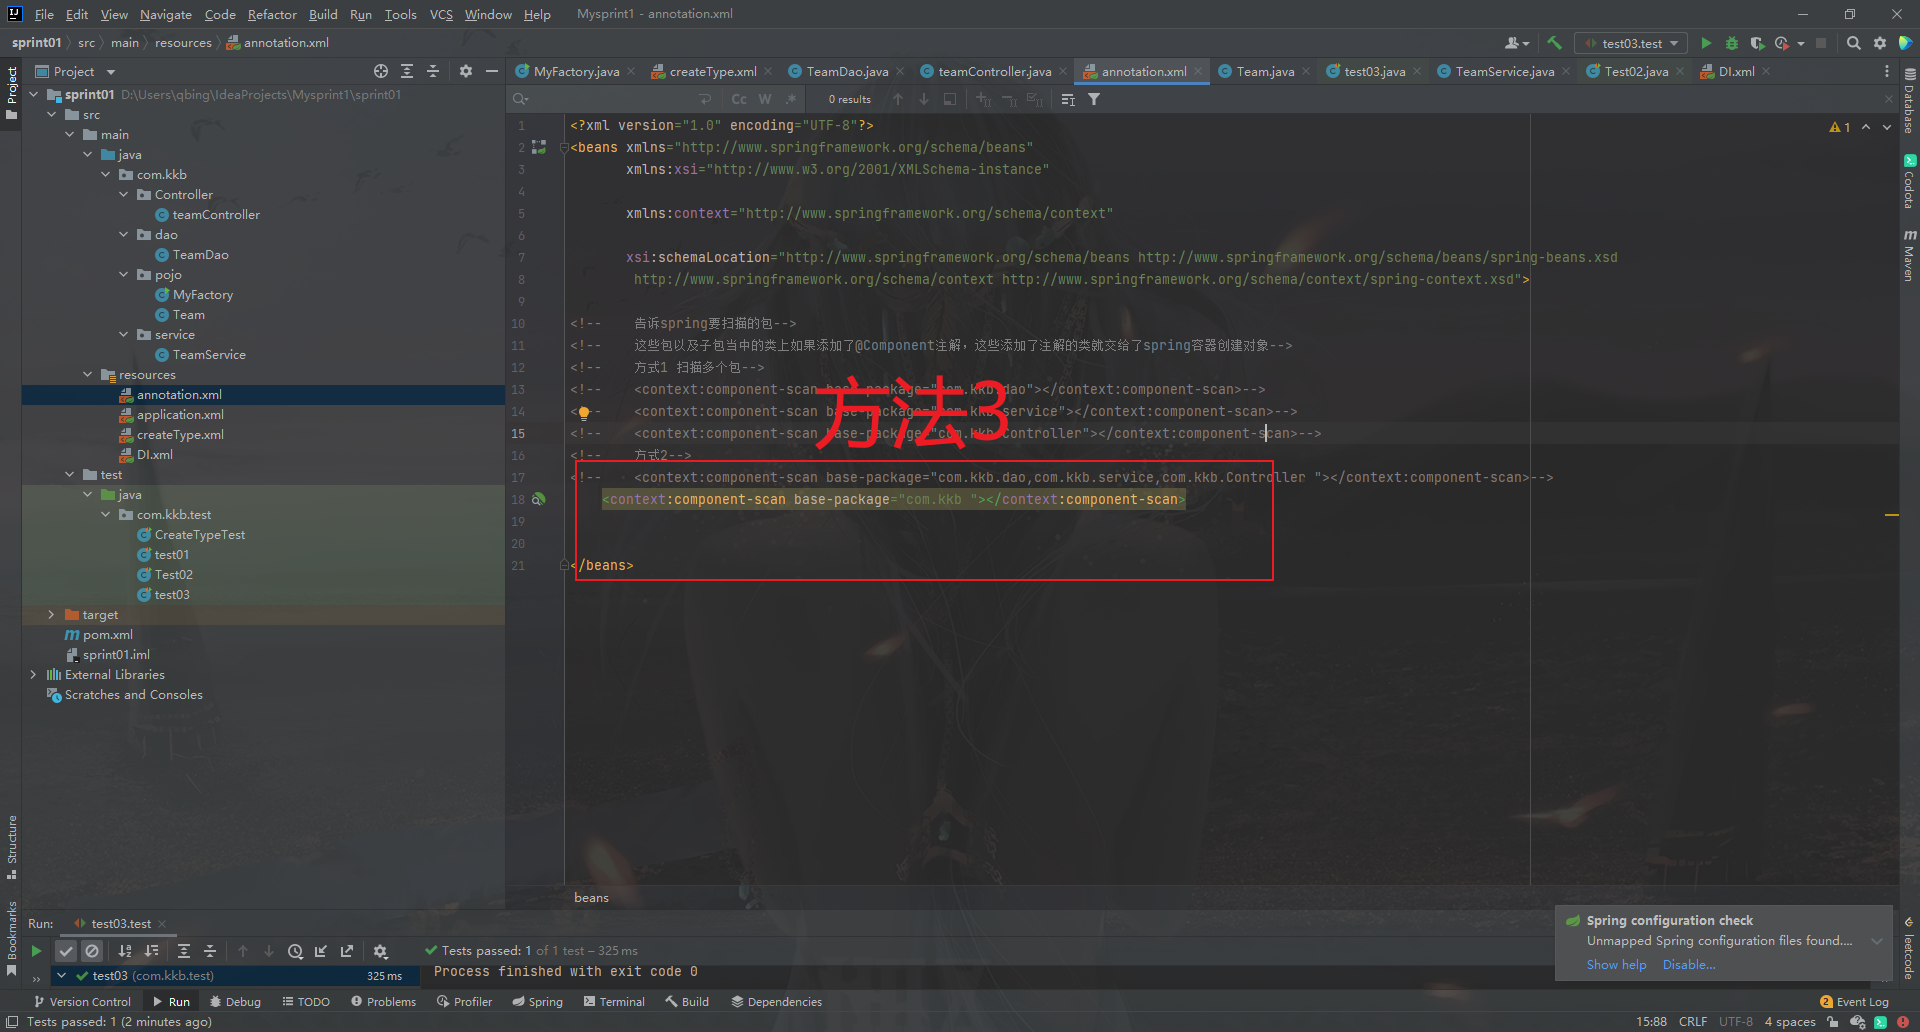 File Edit View Navigate Code Refactor Build Run Tools VCS Window Help Mysprint1 - annotation.xml
sprint01 src main resources annotation.xml test03.test
Project
MyFactory.java createType.xml TeamDao.java teamController.java annotation.xml Team.java test03.java TeamService.java Test02.java DI.xml
Cc W .* 0 results
sprint01 D:\Users\qbing\IdeaProjects\Mysprint1\sprint01
src
main
java
com.kkb
Controller
teamController
dao
TeamDao
pojo
MyFactory
Team
service
TeamService
resources
annotation.xml
application.xml
createType.xml
DI.xml
test
java
com.kkb.test
CreateTypeTest
test01
Test02
test03
target
pom.xml
sprint01.iml
External Libraries
Scratches and Consoles
1 <?xml version="1.0" encoding="UTF-8"?>
2 <beans xmlns="http://www.springframework.org/schema/beans"
3 xmlns:xsi="http://www.w3.org/2001/XMLSchema-instance"
4
5 xmlns:context="http://www.springframework.org/schema/context"
6
7 xsi:schemaLocation="http://www.springframework.org/schema/beans http://www.springframework.org/schema/beans/spring-beans.xsd
8 http://www.springframework.org/schema/context http://www.springframework.org/schema/context/spring-context.xsd">
9
10 <!-- 告诉spring要扫描的包-->
11 <!-- 这些包以及子包当中的类上如果添加了@Component注解，这些添加了注解的类就交给了spring容器创建对象-->
12 <!-- 方式1 扫描多个包-->
13 <!-- <context:component-scan base-package="com.kkb.dao"></context:component-scan>-->
14 <!-- <context:component-scan base-package="com.kkb.service"></context:component-scan>-->
15 <!-- <context:component-scan base-package="com.kkb.Controller"></context:component-scan>-->
16 <!-- 方式2-->
17 <!-- <context:component-scan base-package="com.kkb.dao,com.kkb.service,com.kkb.Controller "></context:component-scan>-->
18 <context:component-scan base-package="com.kkb "></context:component-scan>
19
20
21 </beans>
方法3
1
beans
Project
Structure
Bookmarks
Database
Codota
Maven
leetcode
Run: test03.test
Tests passed: 1 of 1 test – 325 ms
test03 (com.kkb.test) 325 ms
Process finished with exit code 0
Spring configuration check
Unmapped Spring configuration files found....
Show help Disable...
Version Control Run Debug TODO Problems Profiler Spring Terminal Build Dependencies 2 Event Log
Tests passed: 1 (2 minutes ago) 15:88 CRLF UTF-8 4 spaces